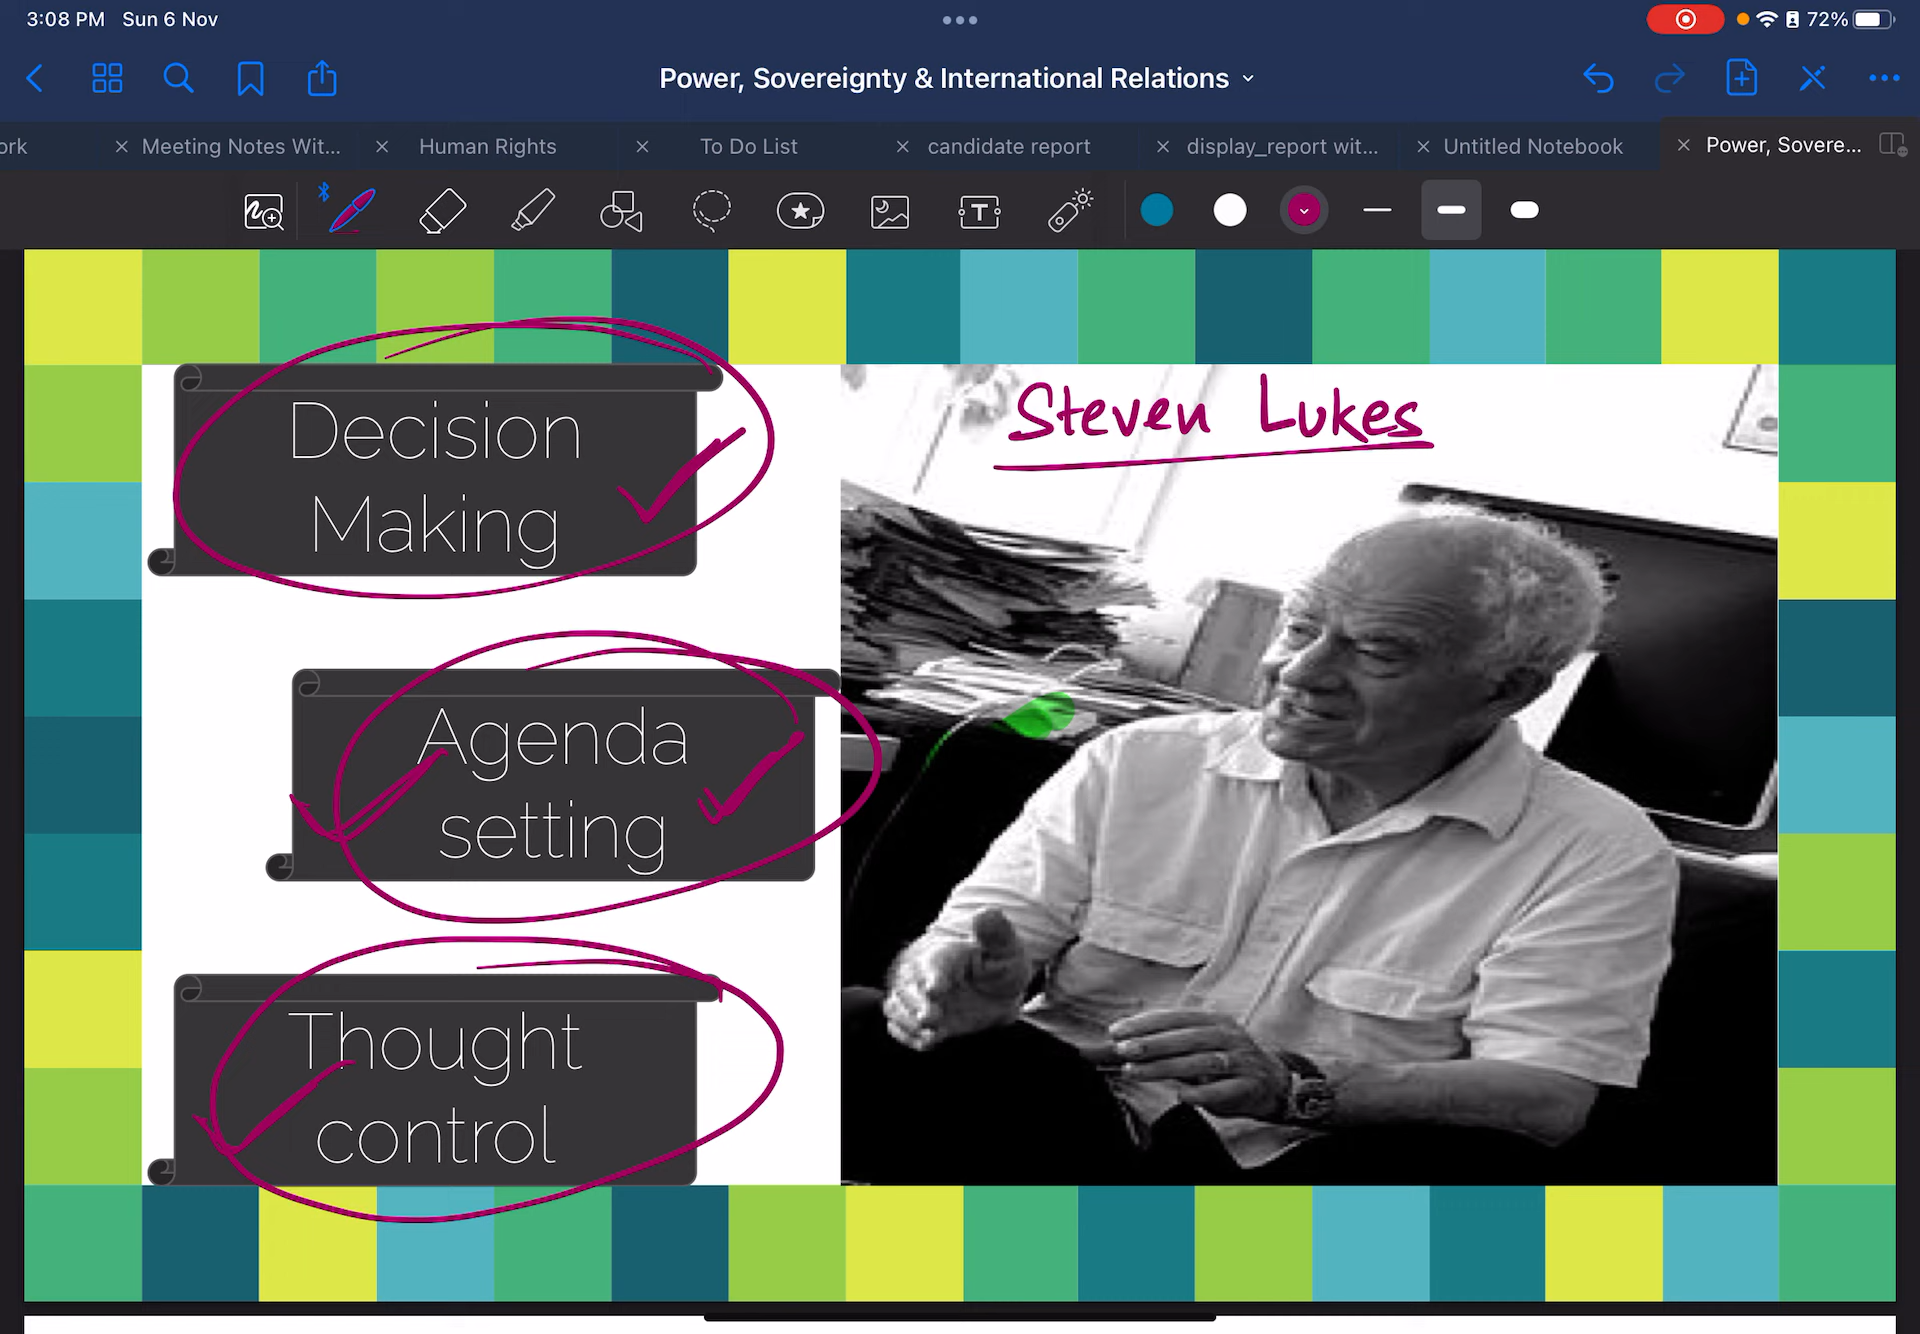 3:08 PM Sun 6 Nov
72%
Power, Sovereignty & International Relations
ork
Meeting Notes Wit...
Human Rights
To Do List
candidate report
display_report wit...
Untitled Notebook
Power, Sovere...
T
Decision
Making
Steven Lukes
Agenda
setting
Thought
control